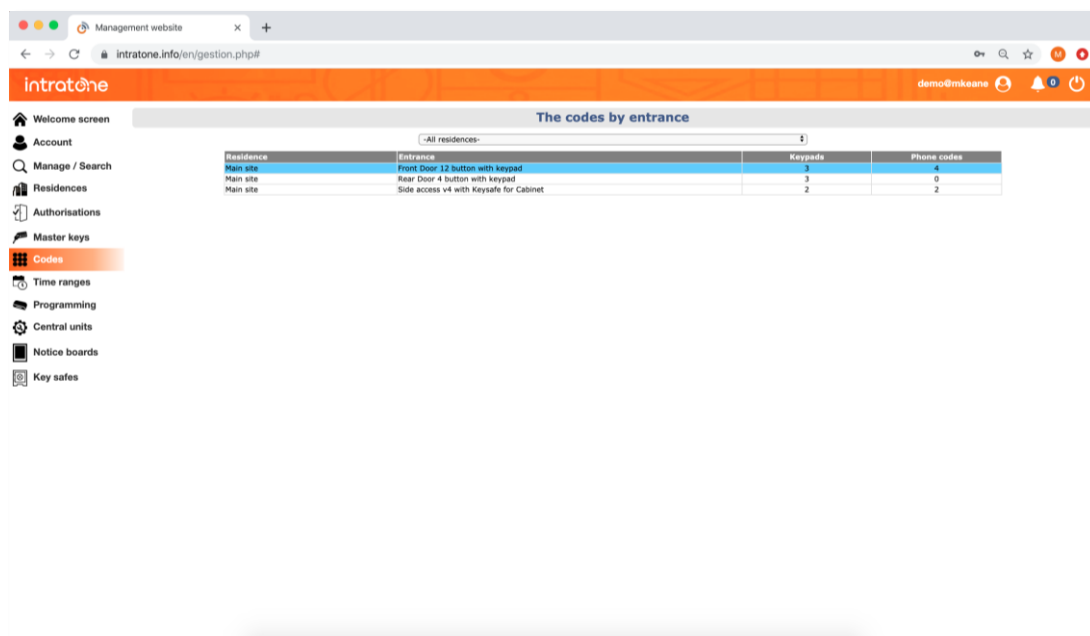 Management website
intratone.info/en/gestion.php#
M
intratone
demo@mkeane
0
Welcome screen
Account
Manage / Search
Residences
Authorisations
Master keys
Codes
Time ranges
Programming
Central units
Notice boards
Key safes
The codes by entrance
-All residences-
Residence Entrance Keypads Phone codes
Main site Front Door 12 button with keypad 3 4
Main site Rear Door 4 button with keypad 3 0
Main site Side access v4 with Keysafe for Cabinet 2 2